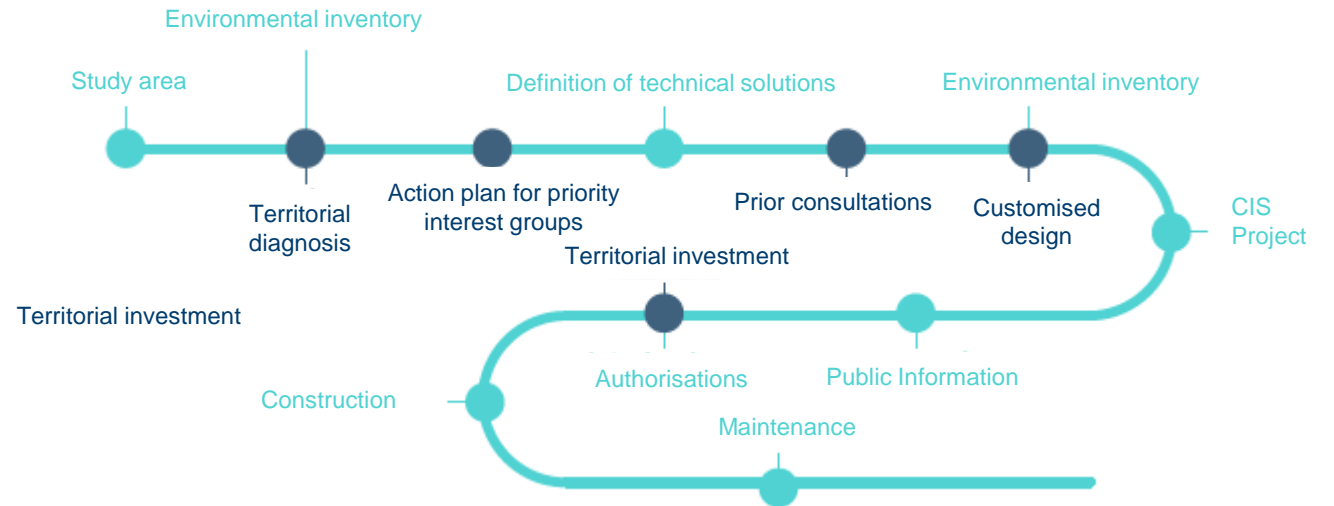 Environmental inventory
Study area
Definition of technical solutions
Environmental inventory
Territorial
diagnosis
Action plan for priority
interest groups
Prior consultations
Customised
design
CIS
Project
Territorial investment
Territorial investment
Authorisations
Public Information
Construction
Maintenance